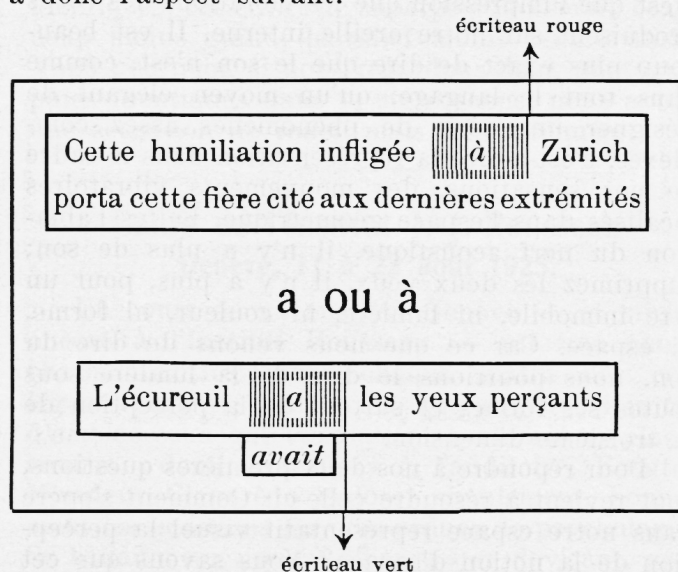 écriteau rouge
Cette humiliation infligée à Zurich
porta cette fière cité aux dernières extrémités
a ou à
L'écureuil a les yeux perçants
avait
écriteau vert